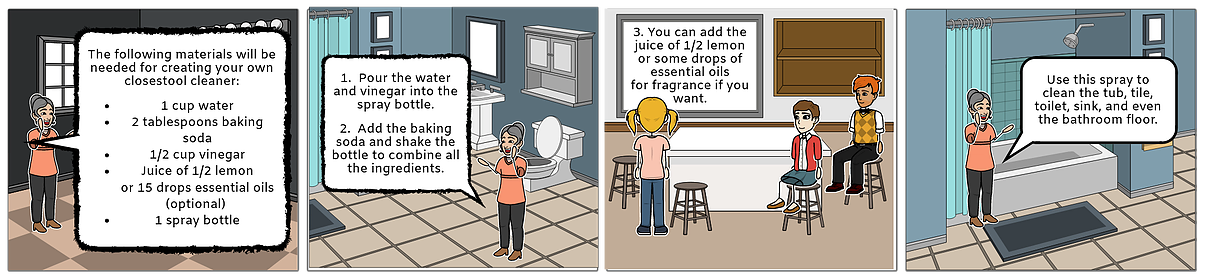 The following materials will be
needed for creating your own
closestool cleaner:
• 1 cup water
• 2 tablespoons baking
soda
• 1/2 cup vinegar
• Juice of 1/2 lemon
or 15 drops essential oils
(optional)
• 1 spray bottle
1. Pour the water
and vinegar into the
spray bottle.
2. Add the baking
soda and shake the
bottle to combine all
the ingredients.
3. You can add the
juice of 1/2 lemon
or some drops of
essential oils
for fragrance if you
want.
Use this spray to
clean the tub, tile,
toilet, sink, and even
the bathroom floor.